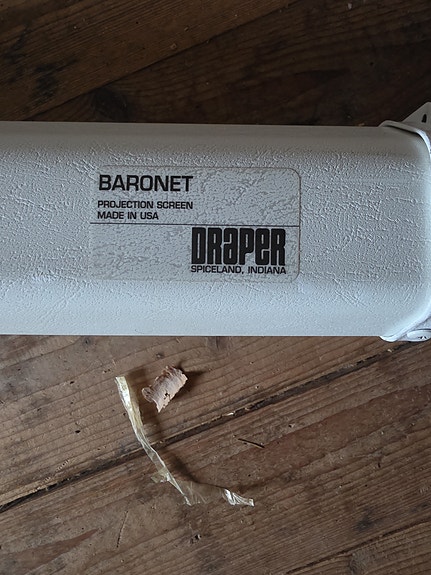 BARONET
PROJECTION SCREEN
MADE IN USA
DRAPER
SPICELAND, INDIANA